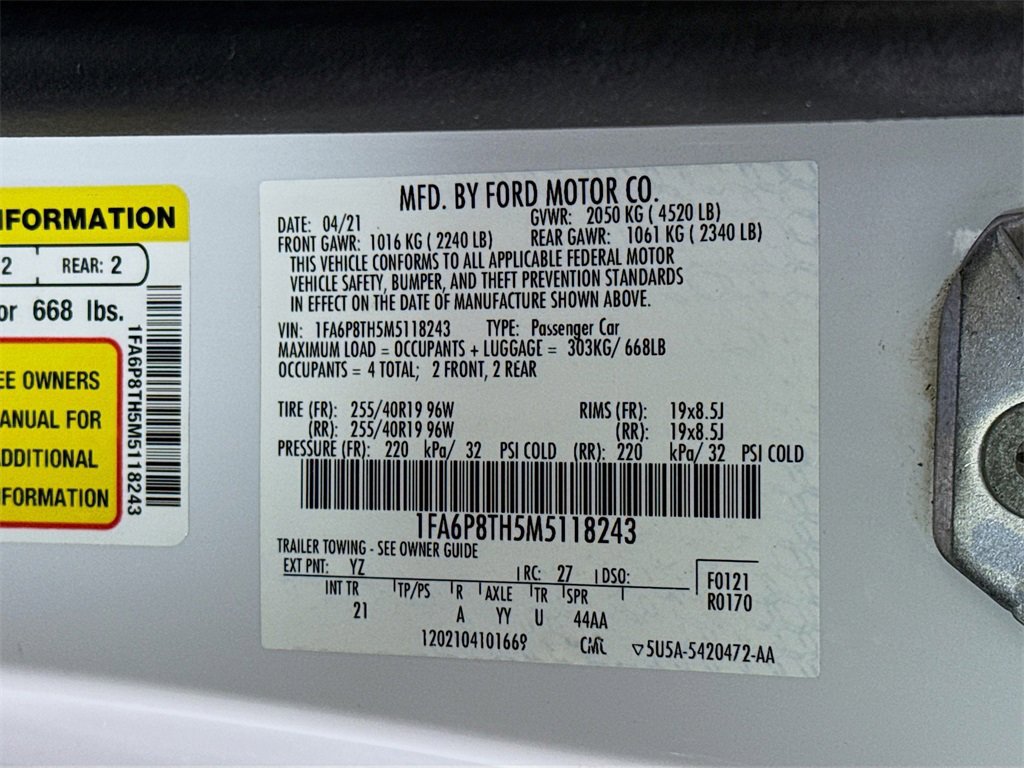 NFORMATION
2 REAR: 2
or 668 lbs.
EE OWNERS
MANUAL FOR
ADDITIONAL
NFORMATION
1FA6P8TH5M5118243
MFD. BY FORD MOTOR CO.
DATE: 04/21 GVWR: 2050 KG ( 4520 LB)
FRONT GAWR: 1016 KG ( 2240 LB) REAR GAWR: 1061 KG ( 2340 LB)
THIS VEHICLE CONFORMS TO ALL APPLICABLE FEDERAL MOTOR
VEHICLE SAFETY, BUMPER, AND THEFT PREVENTION STANDARDS
IN EFFECT ON THE DATE OF MANUFACTURE SHOWN ABOVE.
VIN: 1FA6P8TH5M5118243 TYPE: Passenger Car
MAXIMUM LOAD = OCCUPANTS + LUGGAGE = 303KG/ 668LB
OCCUPANTS = 4 TOTAL; 2 FRONT, 2 REAR
TIRE (FR): 255/40R19 96W RIMS (FR): 19x8.5J
(RR): 255/40R19 96W (RR): 19x8.5J
PRESSURE (FR): 220 kPa/ 32 PSI COLD (RR): 220 kPa/ 32 PSI COLD
1FA6P8TH5M5118243
TRAILER TOWING - SEE OWNER GUIDE
EXT PNT: YZ RC: 27 DSO: F0121
INT TR TP/PS R AXLE TR SPR R0170
21 A YY U 44AA
1202104101669 CML ▽5U5A-5420472-AA